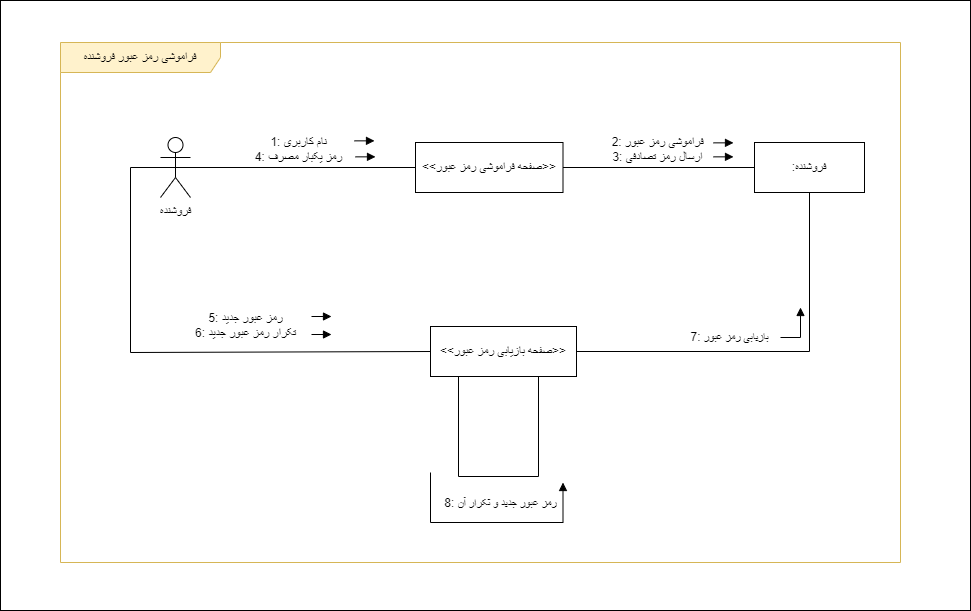 فراموشی رمز عبور فروشنده
1: نام کاربری
4: رمز یکبار مصرف
2: فراموشی رمز عبور
3: ارسال رمز تصادفی
<<صفحه فراموشی رمز عبور>>
فروشنده:
فروشنده
5: رمز عبور جدید
6: تکرار رمز عبور جدید
7: بازیابی رمز عبور
<<صفحه بازیابی رمز عبور>>
8: رمز عبور جدید و تکرار آن